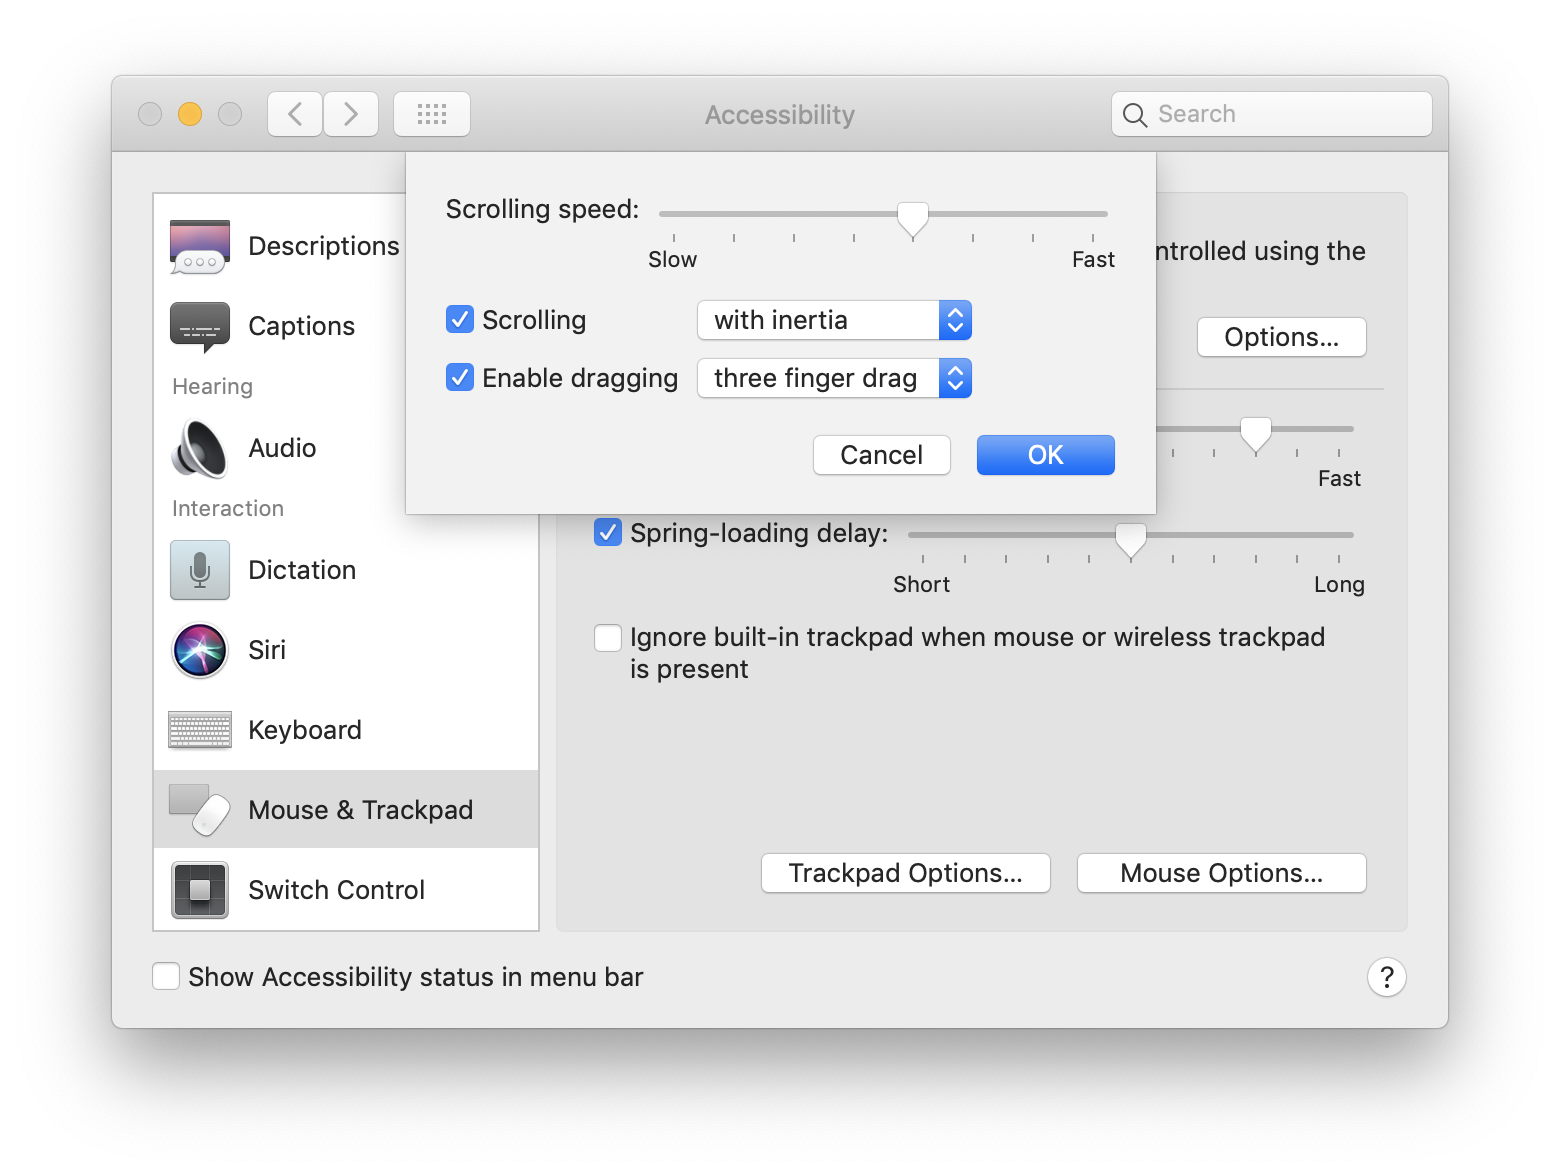 Accessibility
Search
Descriptions
Captions
Hearing
Audio
Interaction
Dictation
Siri
Keyboard
Mouse & Trackpad
Switch Control
Scrolling speed:
Slow
Fast
Scrolling
with inertia
Enable dragging
three finger drag
Cancel
OK
controlled using the
Options...
Fast
Spring-loading delay:
Short
Long
Ignore built-in trackpad when mouse or wireless trackpad
is present
Trackpad Options...
Mouse Options...
Show Accessibility status in menu bar
?